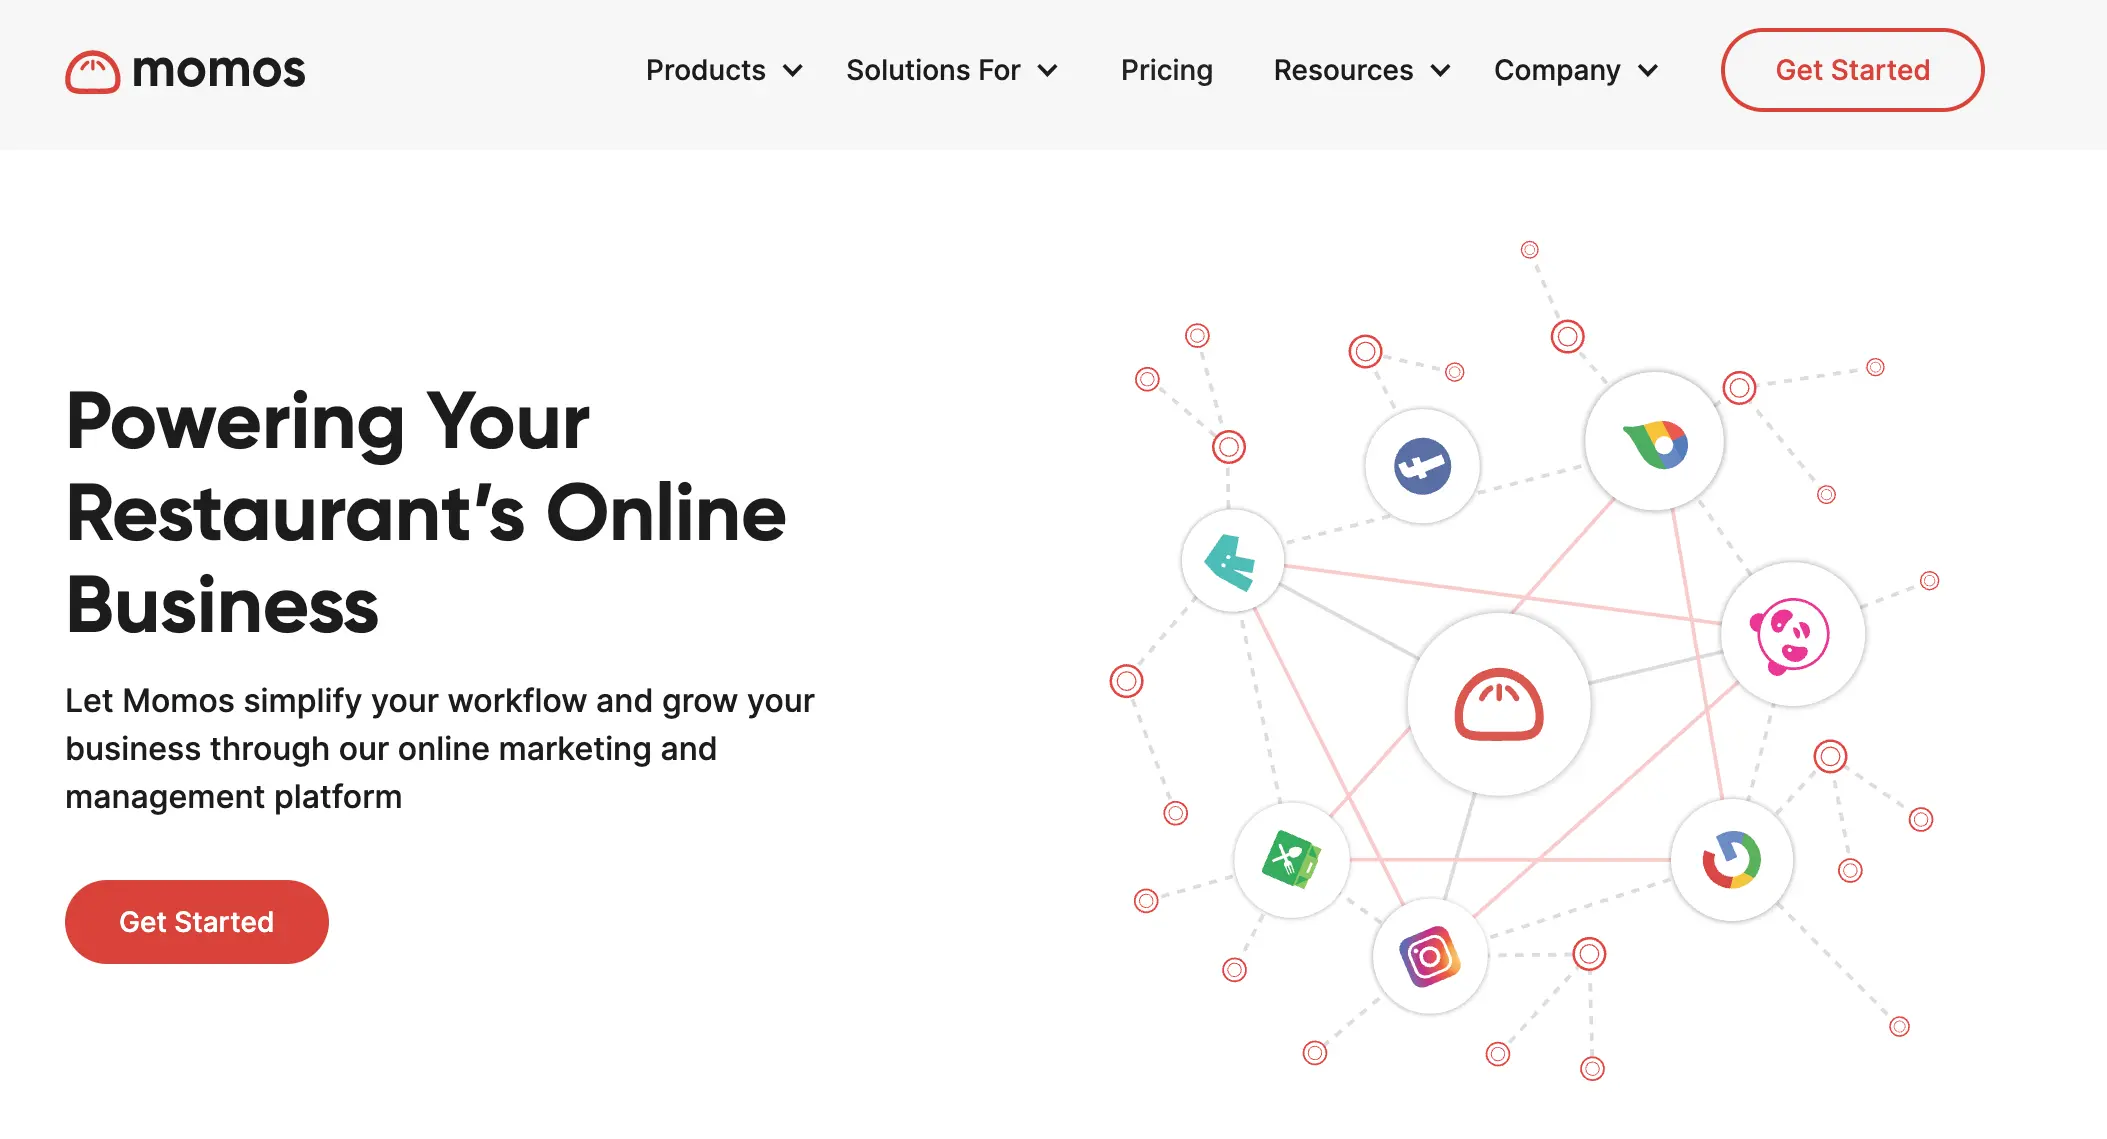 momos
Products
Solutions For
Pricing
Resources
Company
Get Started
Powering Your
Restaurant’s Online
Business
Let Momos simplify your workflow and grow your
business through our online marketing and
management platform
Get Started